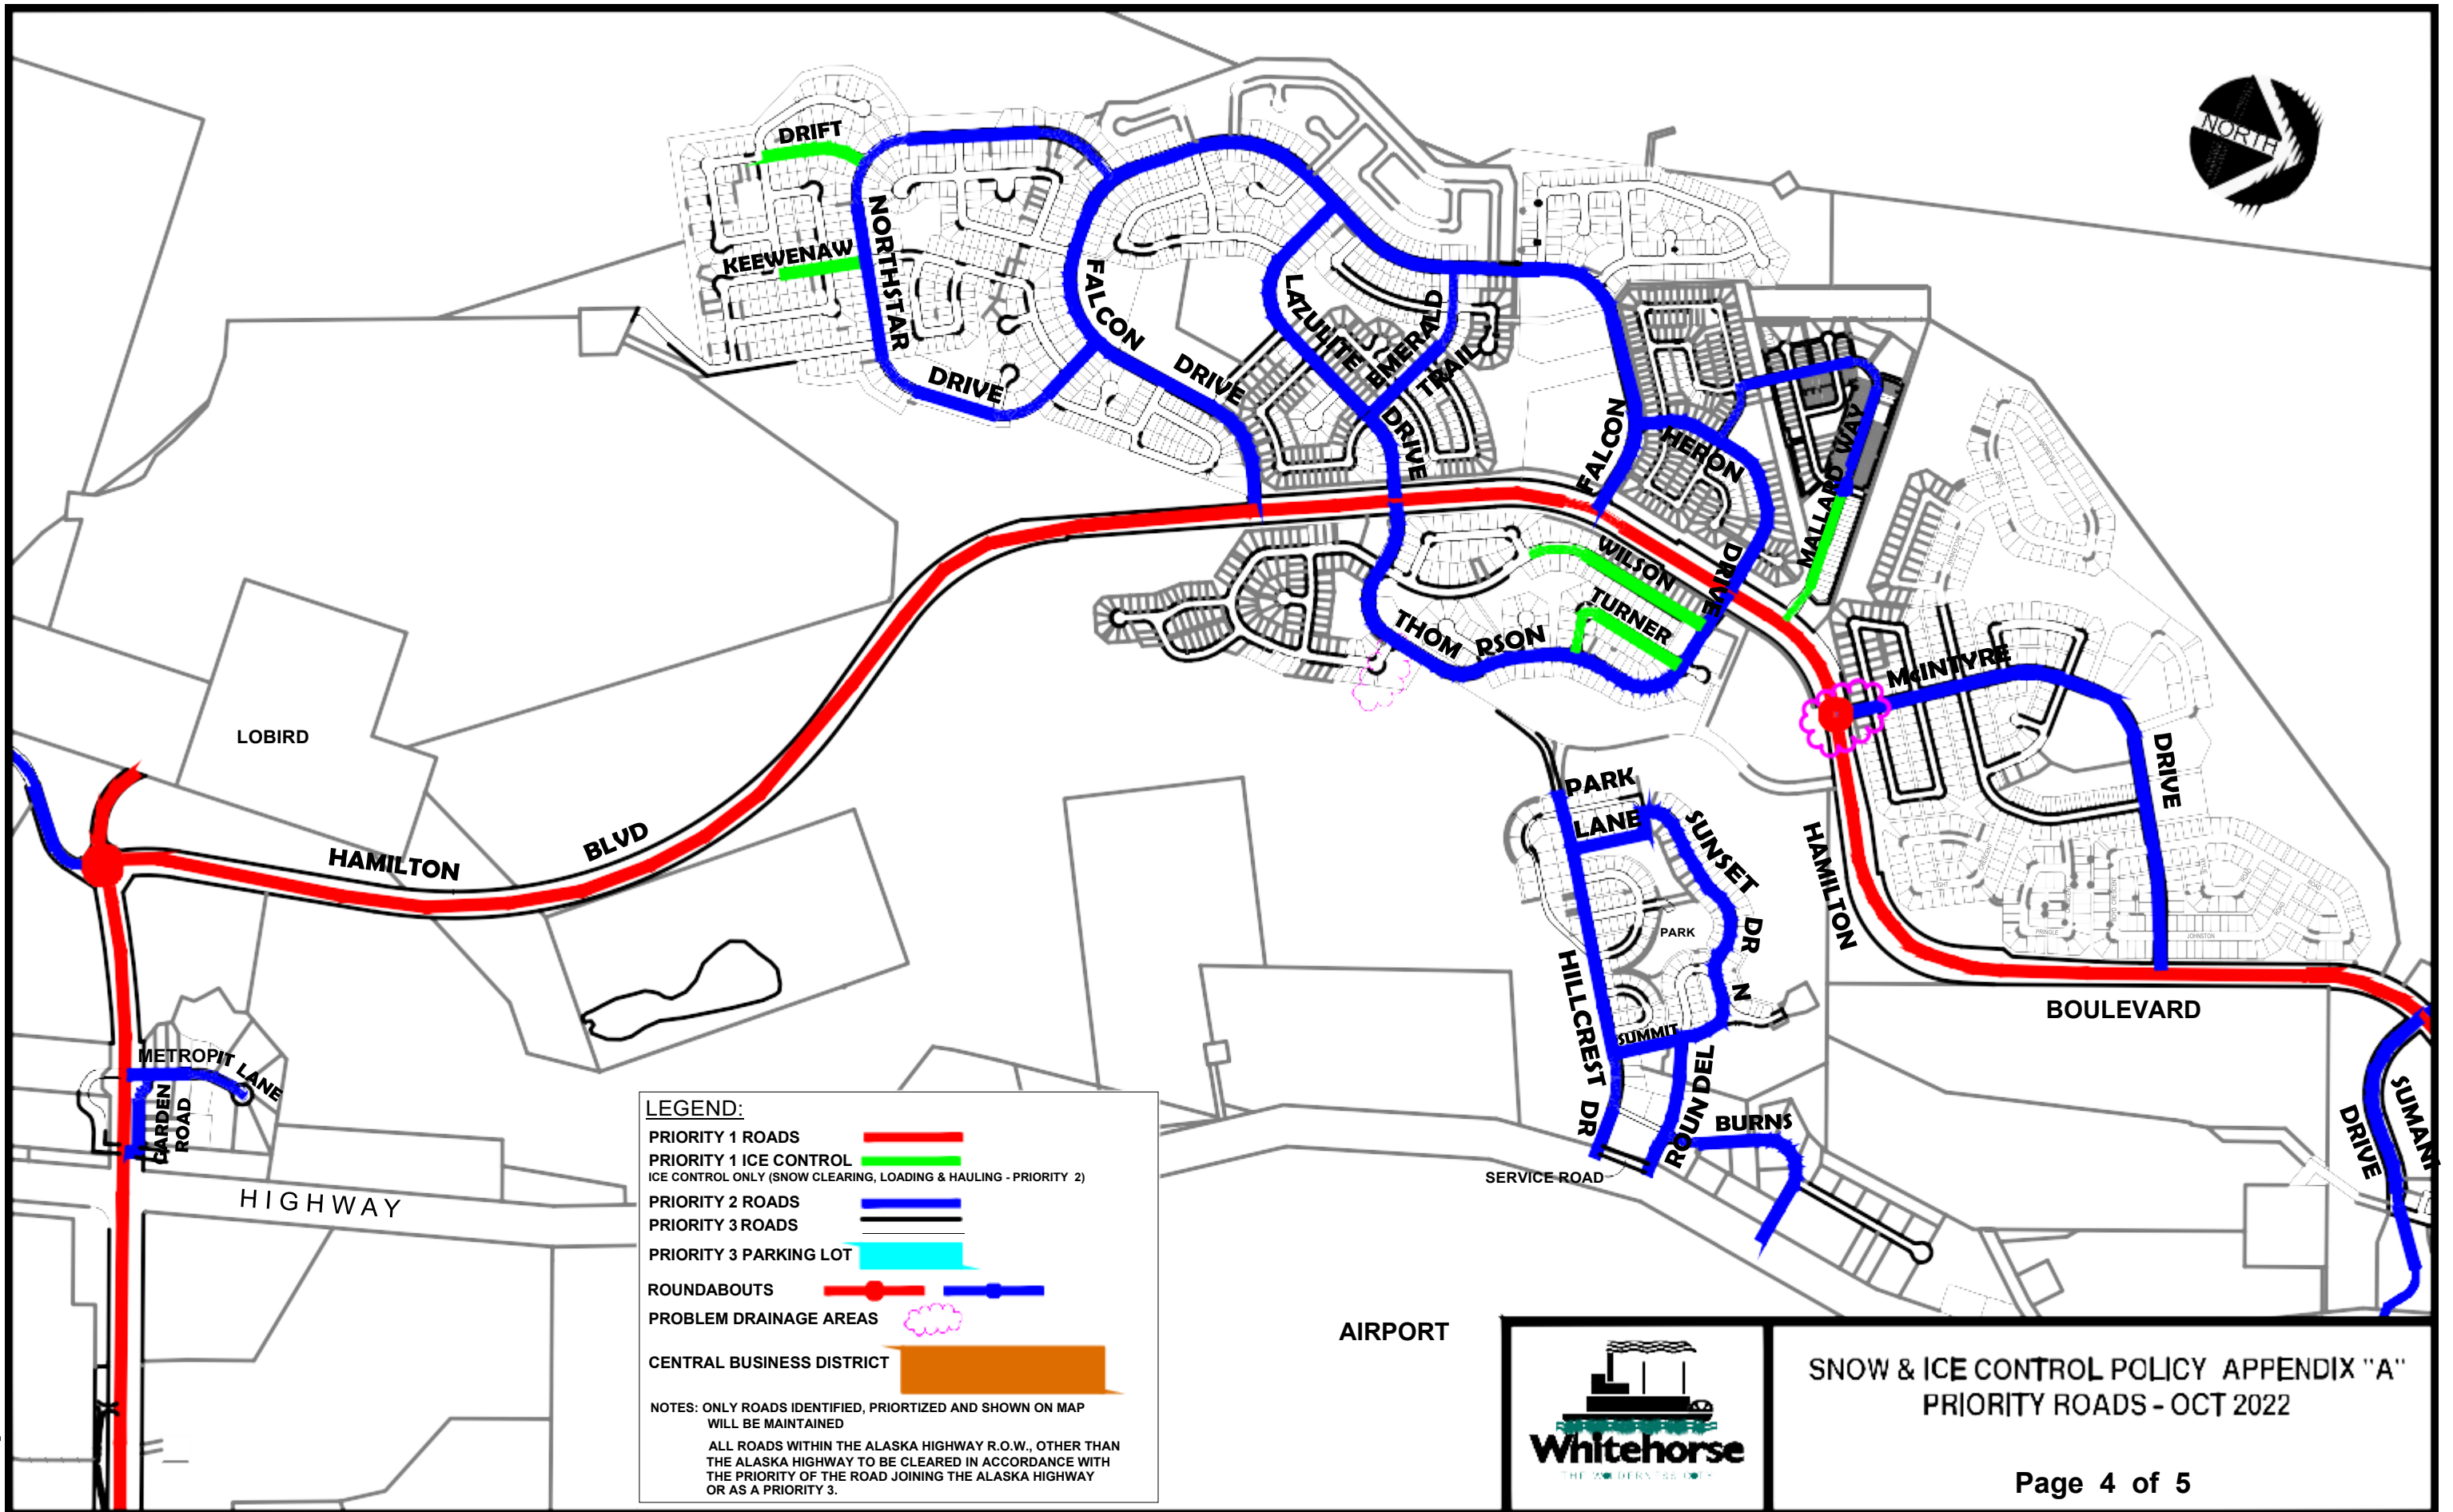 NORTH
DRIFT
KEEWENAW
NORTHSTAR
DRIVE
FALCON
DRIVE
LAZULITE
DRIVE
EMERALD
TRAIL
FALCON
HERON
DRIVE
MALLARD WAY
WILSON
TURNER
THOM PSON
McINTYRE
DRIVE
LOBIRD
HAMILTON
BLVD
PARK
LANE
SUNSET
DR
N
PARK
HAMILTON
BOULEVARD
PRINGLE
JOHNSTON
HILLCREST
DR
SUMMIT
ROUNDEL
BURNS
SERVICE ROAD
METROPIT LANE
GARDEN
ROAD
HIGHWAY
DRIVE
AIRPORT
LEGEND:
PRIORITY 1 ROADS
PRIORITY 1 ICE CONTROL
ICE CONTROL ONLY (SNOW CLEARING, LOADING & HAULING - PRIORITY 2)
PRIORITY 2 ROADS
PRIORITY 3 ROADS
PRIORITY 3 PARKING LOT
ROUNDABOUTS
PROBLEM DRAINAGE AREAS
CENTRAL BUSINESS DISTRICT
NOTES: ONLY ROADS IDENTIFIED, PRIORTIZED AND SHOWN ON MAP
WILL BE MAINTAINED
ALL ROADS WITHIN THE ALASKA HIGHWAY R.O.W., OTHER THAN
THE ALASKA HIGHWAY TO BE CLEARED IN ACCORDANCE WITH
THE PRIORITY OF THE ROAD JOINING THE ALASKA HIGHWAY
OR AS A PRIORITY 3.
Whitehorse
THE WILDERNESS CITY
SNOW & ICE CONTROL POLICY APPENDIX "A"
PRIORITY ROADS - OCT 2022
Page 4 of 5